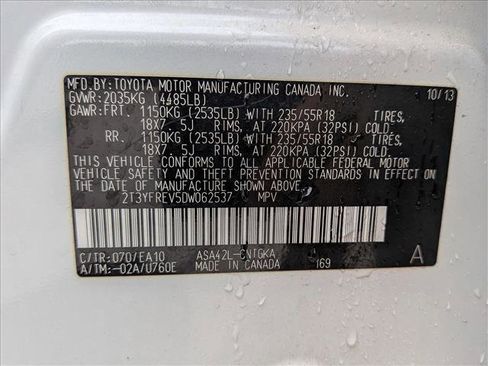 MFD. BY: TOYOTA MOTOR MANUFACTURING CANADA INC. 10/13
GVWR: 2035KG (4485LB)
GAWR: FRT. 1150KG (2535LB) WITH 235/55R18 TIRES,
18X7.5J RIMS, AT 220KPA (32PSI) COLD.
RR. 1150KG (2535LB) WITH 235/55R18 TIRES,
18X7.5J RIMS, AT 220KPA (32PSI) COLD.
THIS VEHICLE CONFORMS TO ALL APPLICABLE FEDERAL MOTOR
VEHICLE SAFETY AND THEFT PREVENTION STANDARDS IN EFFECT
ON THE DATE OF MANUFACTURE SHOWN ABOVE.
2T3YFREV5DW062537 MPV
C/TR: 070/EA10 ASA42L-CNTGKA
A/TM: -02A/U760E MADE IN CANADA 169 A